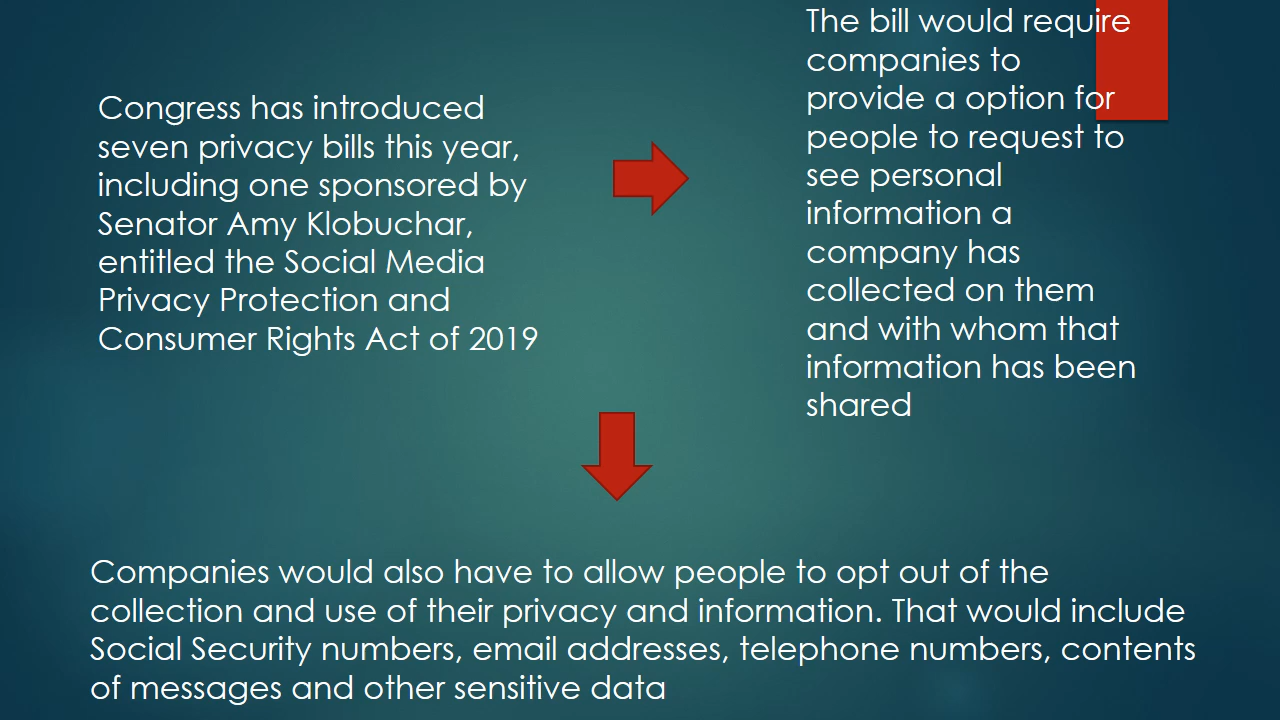 Congress has introduced
seven privacy bills this year,
including one sponsored by
Senator Amy Klobuchar,
entitled the Social Media
Privacy Protection and
Consumer Rights Act of 2019
The bill would require
companies to
provide a option for
people to request to
see personal
information a
company has
collected on them
and with whom that
information has been
shared
Companies would also have to allow people to opt out of the
collection and use of their privacy and information. That would include
Social Security numbers, email addresses, telephone numbers, contents
of messages and other sensitive data